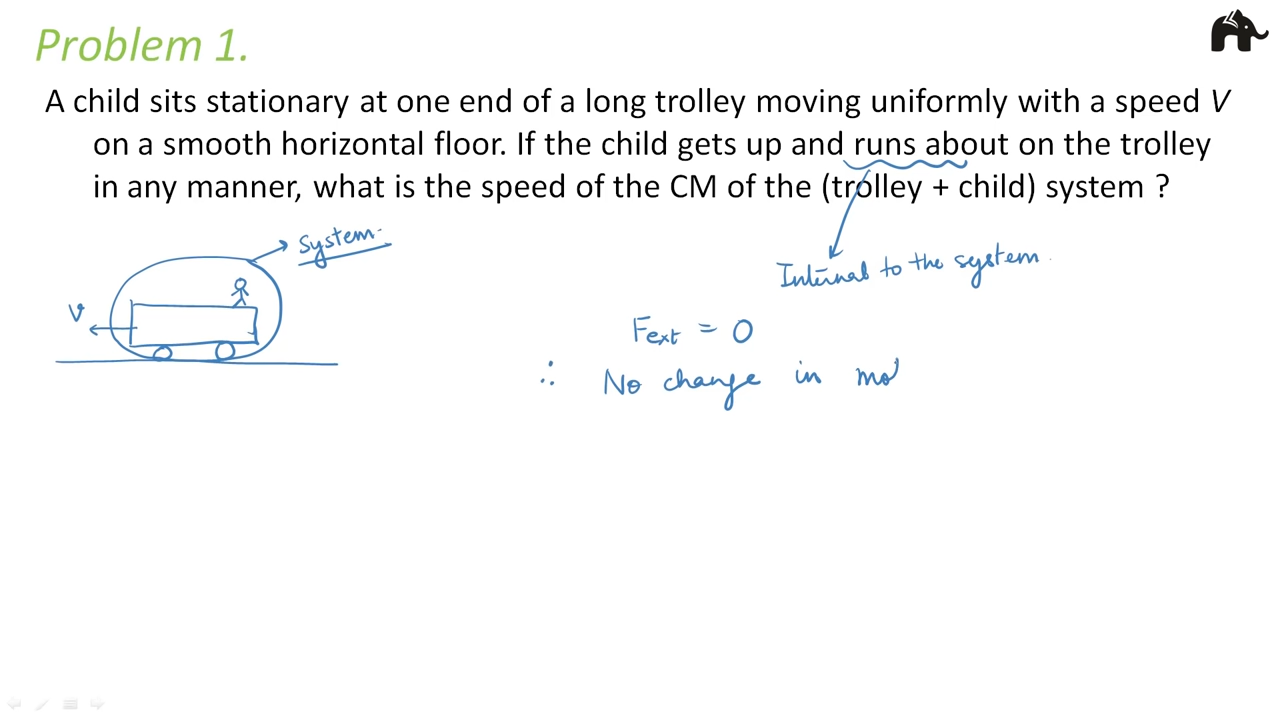 Problem 1.
A child sits stationary at one end of a long trolley moving uniformly with a speed V
on a smooth horizontal floor. If the child gets up and runs about on the trolley
in any manner, what is the speed of the CM of the (trolley + child) system ?
System.
Internal to the system.
V
Fext = 0
∴ No change in mo